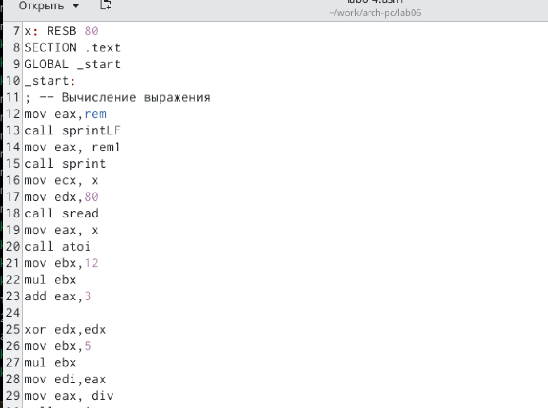 Открыть
~/work/arch-pc/lab06
7 x: RESB 80
8 SECTION .text
9 GLOBAL _start
10 _start:
11 ; -- Вычисление выражения
12 mov eax,rem
13 call sprintLF
14 mov eax, rem1
15 call sprint
16 mov ecx, x
17 mov edx,80
18 call sread
19 mov eax, x
20 call atoi
21 mov ebx,12
22 mul ebx
23 add eax,3
24
25 xor edx,edx
26 mov ebx,5
27 mul ebx
28 mov edi,eax
29 mov eax, div